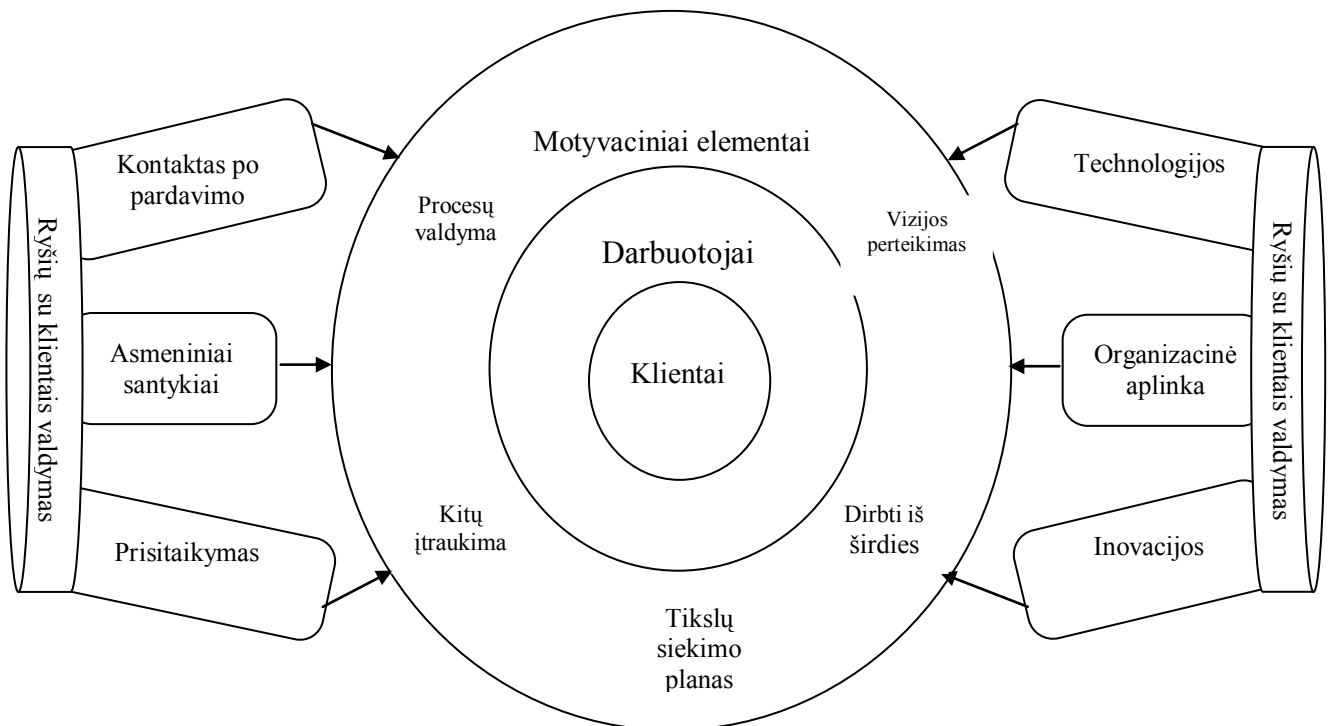 Ryšių su klientais valdymas
Kontaktas po
pardavimo
Asmeniniai
santykiai
Prisitaikymas
Motyvaciniai elementai
Procesų
valdyma
Vizijos
perteikimas
Darbuotojai
Klientai
Kitų
įtraukima
Dirbti iš
širdies
Tikslų
siekimo
planas
Technologijos
Organizacinė
aplinka
Inovacijos
Ryšių su klientais valdymas